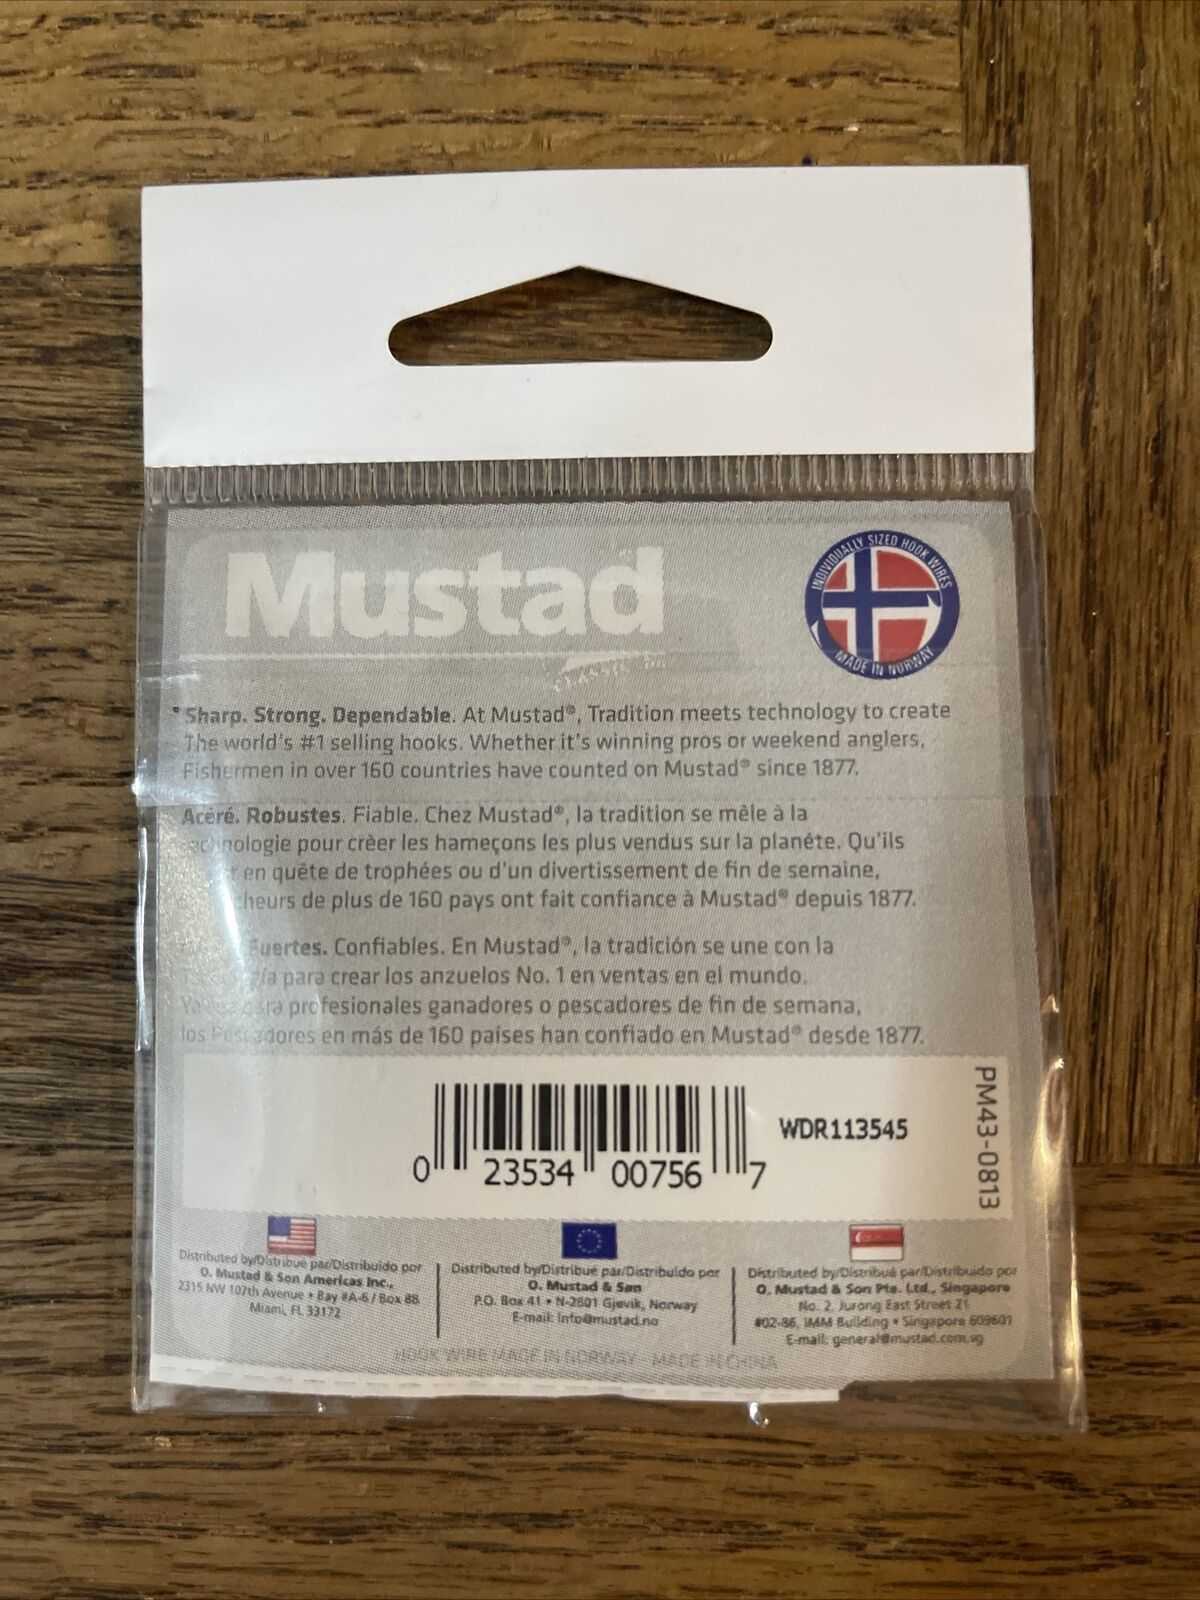 Mustad
CLASSIC
INDIVIDUALLY SIZED HOOK WIRES
MADE IN NORWAY
Sharp. Strong. Dependable. At Mustad®, Tradition meets technology to create
The world's #1 selling hooks. Whether it's winning pros or weekend anglers,
Fishermen in over 160 countries have counted on Mustad® since 1877.
Acéré. Robustes. Fiable. Chez Mustad®, la tradition se mêle à la
pour crèer les hameçons les plus vendus sur la planéte. Qu'ils
en quête de trophées ou d'un divertissement de fin de semaine,
de plus de 160 pays ont fait confiance à Mustad® depuis 1877.
Fuertes. Confiables. En Mustad®, la tradición se une con la
para crear los anzuelos No. 1 en ventas en el mundo.
profesionales ganadores o pescadores de fin de semana,
los Pescadores en más de 160 países han confiado en Mustad® desde 1877.
0 23534 00756 7
WDR113545
PM43-0813
Distributed by/Distribué par/Distribuido por
O. Mustad & Son Americas Inc.,
2315 NW 107th Avenue • Bay #A-6 / Box 88
Miami, FL 33172
Distributed by/Distribué par/Distribuido por
O. Mustad & Søn
P.O. Box 41 • N-2801 Gjøvik, Norway
E-mail: info@mustad.no
Distributed by/Distribué par/Distribuido por
O. Mustad & Son Pte. Ltd., Singapore
No. 2, Jurong East Street 21
#02-86, IMM Building • Singapore 609601
E-mail: general@mustad.com.sg
HOOK WIRE MADE IN NORWAY - MADE IN CHINA